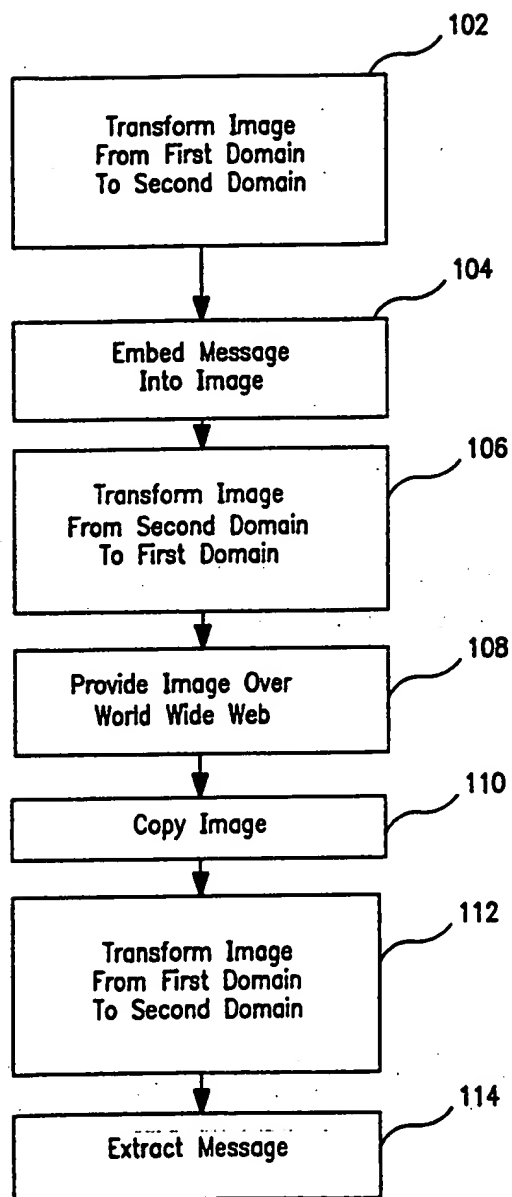 102
Transform Image
From First Domain
To Second Domain
104
Embed Message
Into Image
106
Transform Image
From Second Domain
To First Domain
108
Provide Image Over
World Wide Web
110
Copy Image
112
Transform Image
From First Domain
To Second Domain
114
Extract Message